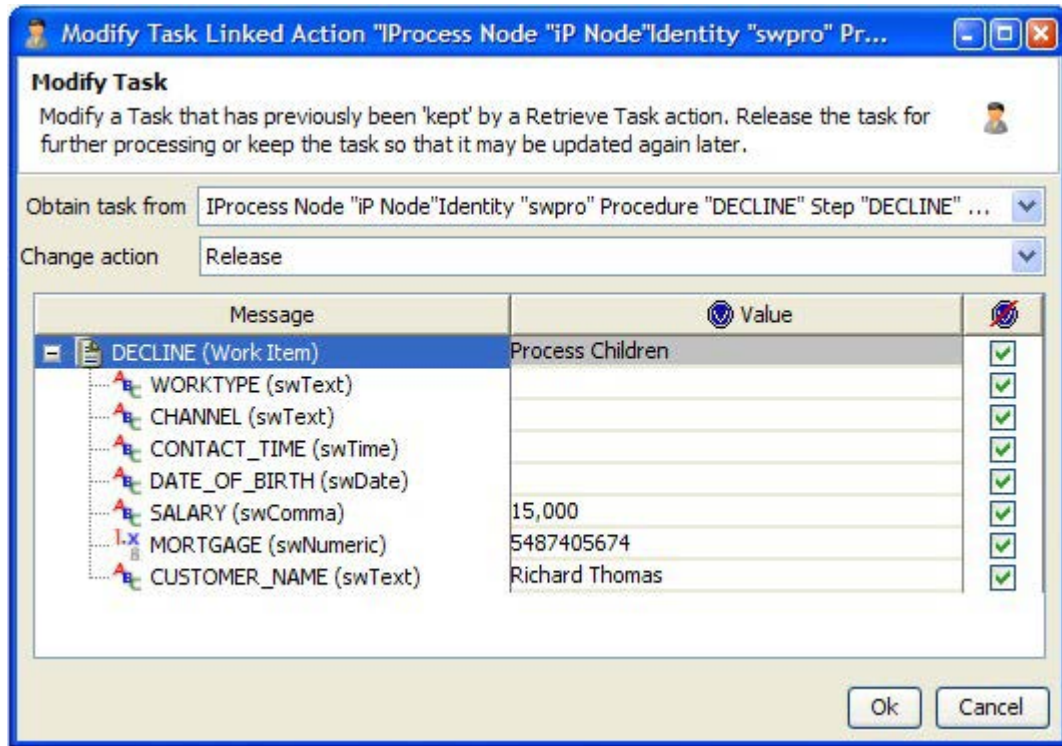 Modify Task Linked Action "IProcess Node "iP Node"Identity "swpro" Pr...
Modify Task
Modify a Task that has previously been 'kept' by a Retrieve Task action. Release the task for
further processing or keep the task so that it may be updated again later.
Obtain task from IProcess Node "iP Node"Identity "swpro" Procedure "DECLINE" Step "DECLINE" ...
Change action Release
Message Value
DECLINE (Work Item) Process Children
WORKTYPE (swText)
CHANNEL (swText)
CONTACT_TIME (swTime)
DATE_OF_BIRTH (swDate)
SALARY (swComma) 15,000
MORTGAGE (swNumeric) 5487405674
CUSTOMER_NAME (swText) Richard Thomas
Ok Cancel